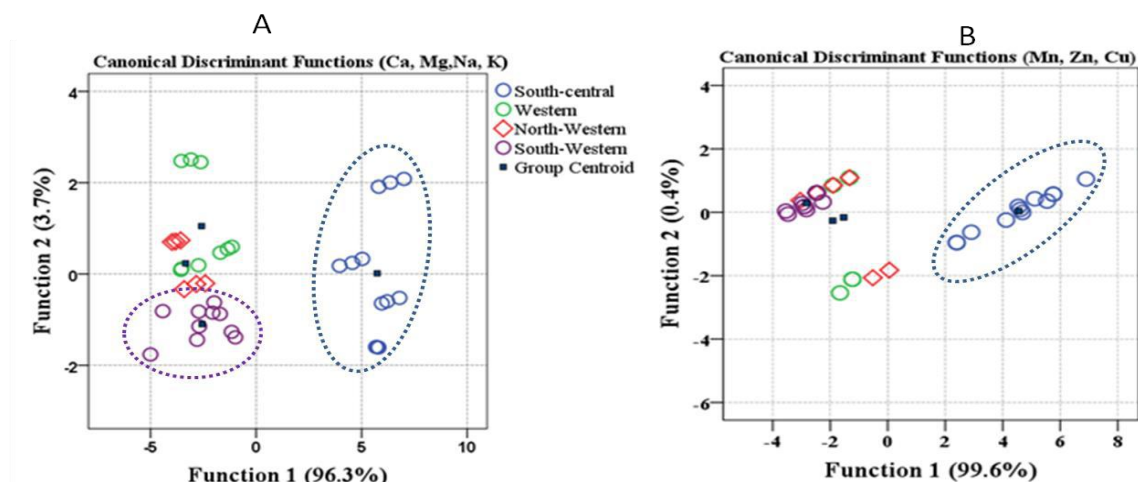 A
Canonical Discriminant Functions (Ca, Mg,Na, K)
4
2
0
-2
Function 2 (3.7%)
-5
0
5
10
Function 1 (96.3%)
South-central
Western
North-Western
South-Western
Group Centroid
B
Canonical Discriminant Functions (Mn, Zn, Cu)
4
2
0
-2
-4
-6
Function 2 (0.4%)
-4
-2
0
2
4
6
8
Function 1 (99.6%)